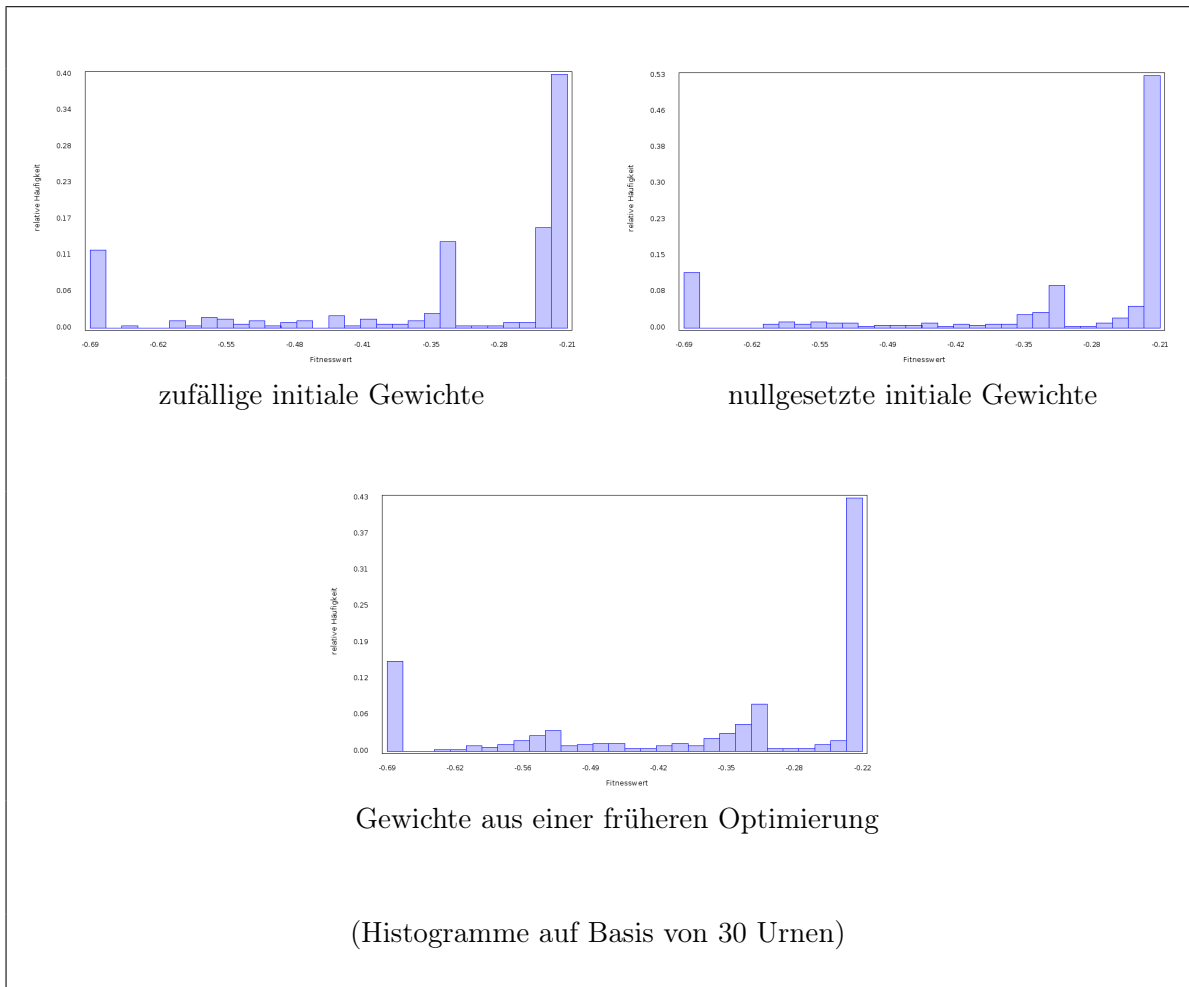 0.40
0.34
0.28
0.23
0.17
0.11
0.06
0.00
relative Häufigkeit
-0.69 -0.62 -0.55 -0.48 -0.41 -0.35 -0.28 -0.21
Fitnesswert
zufällige initiale Gewichte
0.53
0.46
0.38
0.30
0.23
0.15
0.08
0.00
relative Häufigkeit
-0.69 -0.62 -0.55 -0.49 -0.42 -0.35 -0.28 -0.21
Fitnesswert
nullgesetzte initiale Gewichte
0.43
0.37
0.31
0.25
0.19
0.12
0.06
0.00
relative Häufigkeit
-0.69 -0.62 -0.56 -0.49 -0.42 -0.35 -0.28 -0.22
Fitnesswert
Gewichte aus einer früheren Optimierung
(Histogramme auf Basis von 30 Urnen)